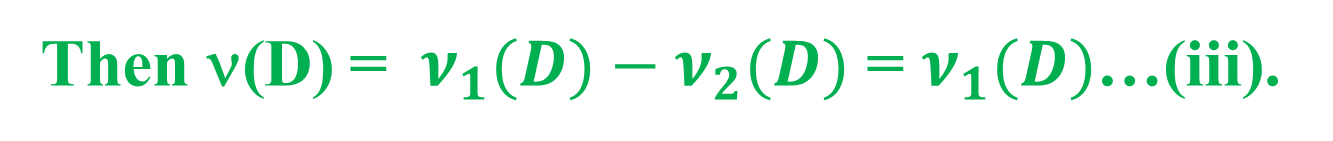 Then ν(D) = ν₁(D) − ν₂(D) = ν₁(D)…(iii).